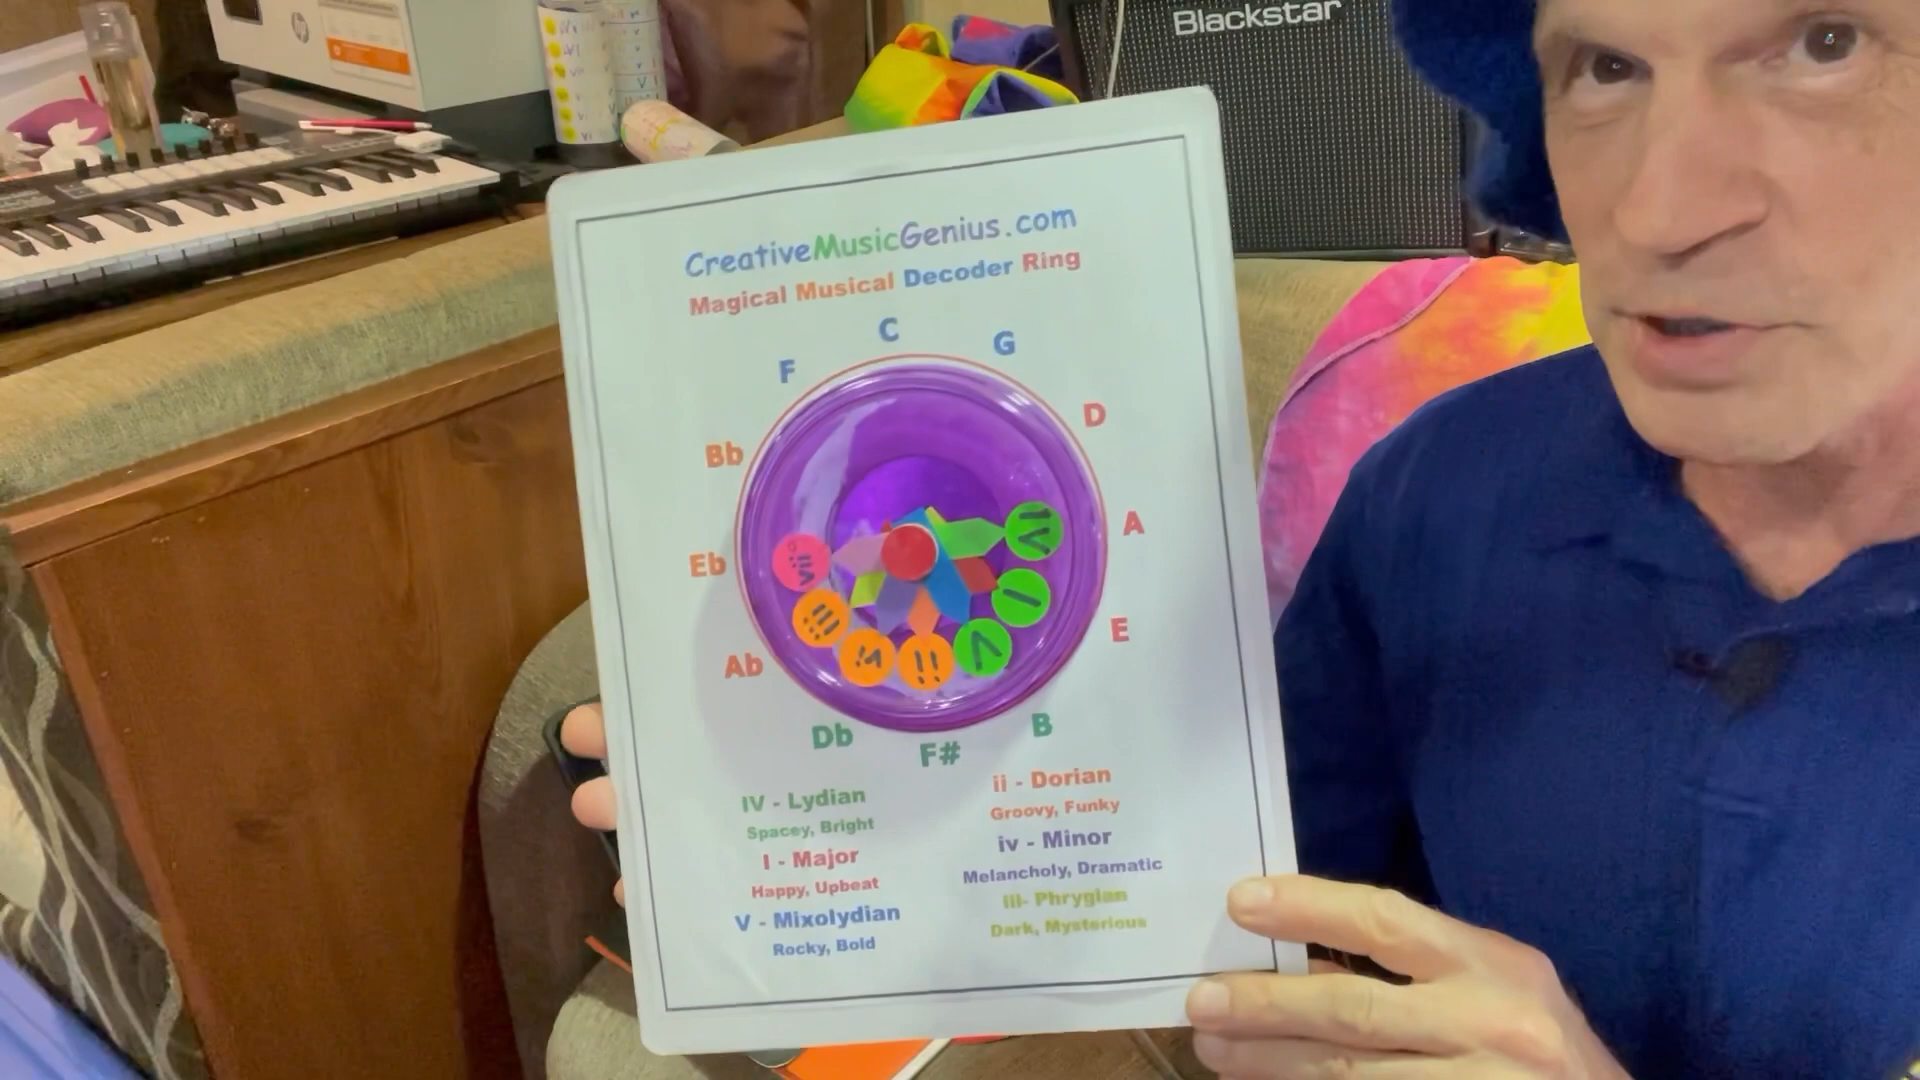 Blackstar
hp
CreativeMusicGenius.com
Magical Musical Decoder Ring
C
G
F
D
Bb
A
Eb
E
Ab
B
Db
F#
IV
I
V
ii
vi
iii
vii°
IV - Lydian
Spacey, Bright
I - Major
Happy, Upbeat
V - Mixolydian
Rocky, Bold
ii - Dorian
Groovy, Funky
iv - Minor
Melancholy, Dramatic
iii- Phrygian
Dark, Mysterious